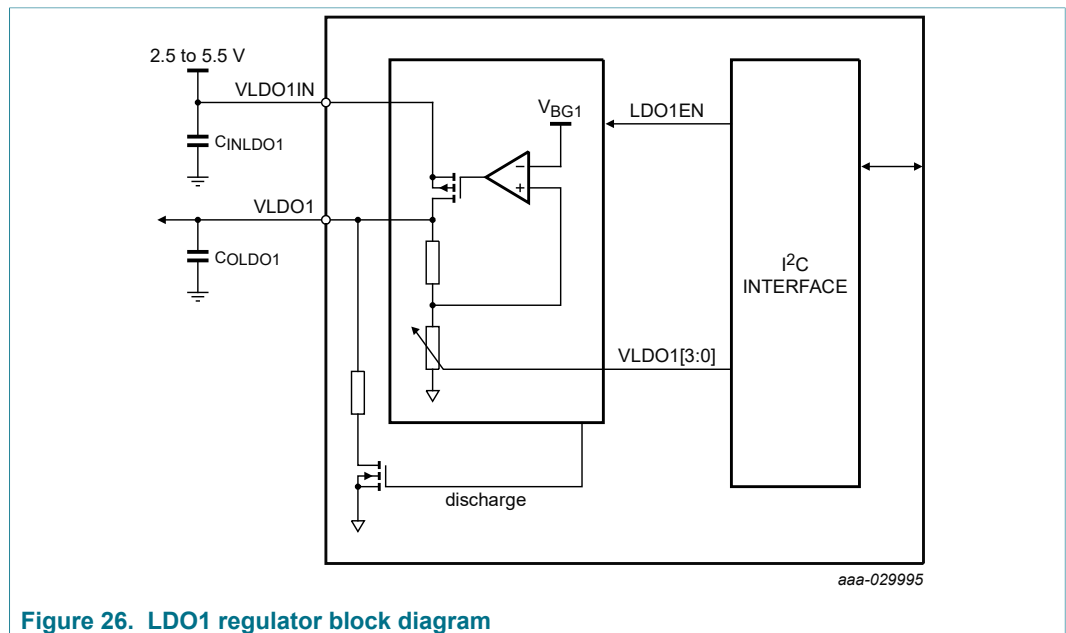 2.5 to 5.5 V
VLDO1IN
CINLDO1
VLDO1
COLDO1
VBG1
−
+
LDO1EN
I2C
INTERFACE
VLDO1[3:0]
discharge
aaa-029995
Figure 26. LDO1 regulator block diagram